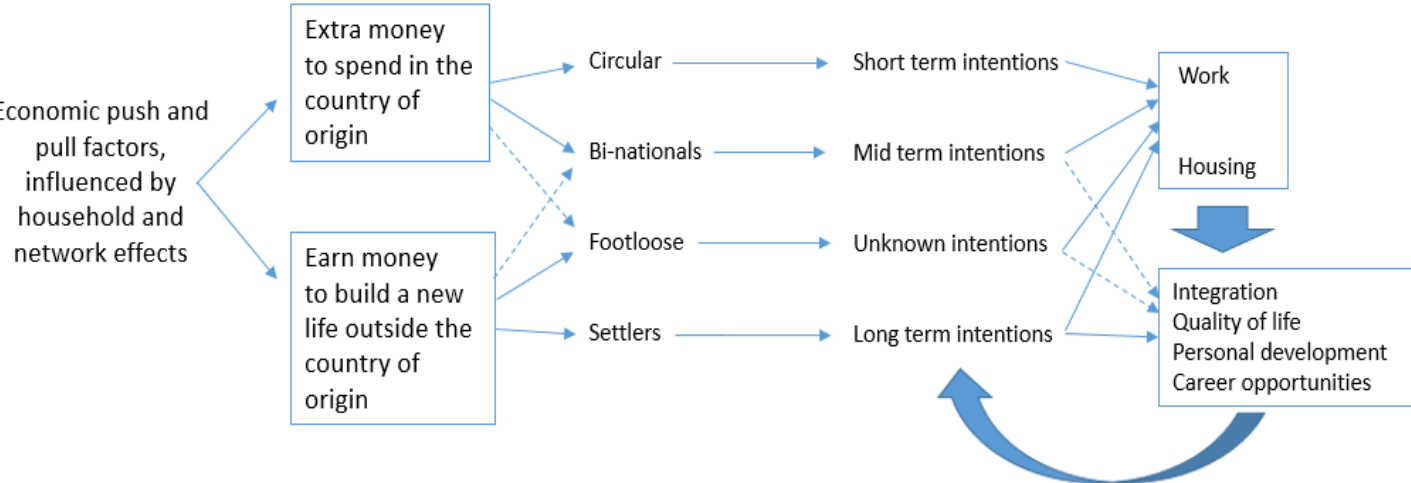 Economic push and
pull factors,
influenced by
household and
network effects
Extra money
to spend in the
country of
origin
Earn money
to build a new
life outside the
country of
origin
Circular
Bi-nationals
Footloose
Settlers
Short term intentions
Mid term intentions
Unknown intentions
Long term intentions
Work
Housing
Integration
Quality of life
Personal development
Career opportunities